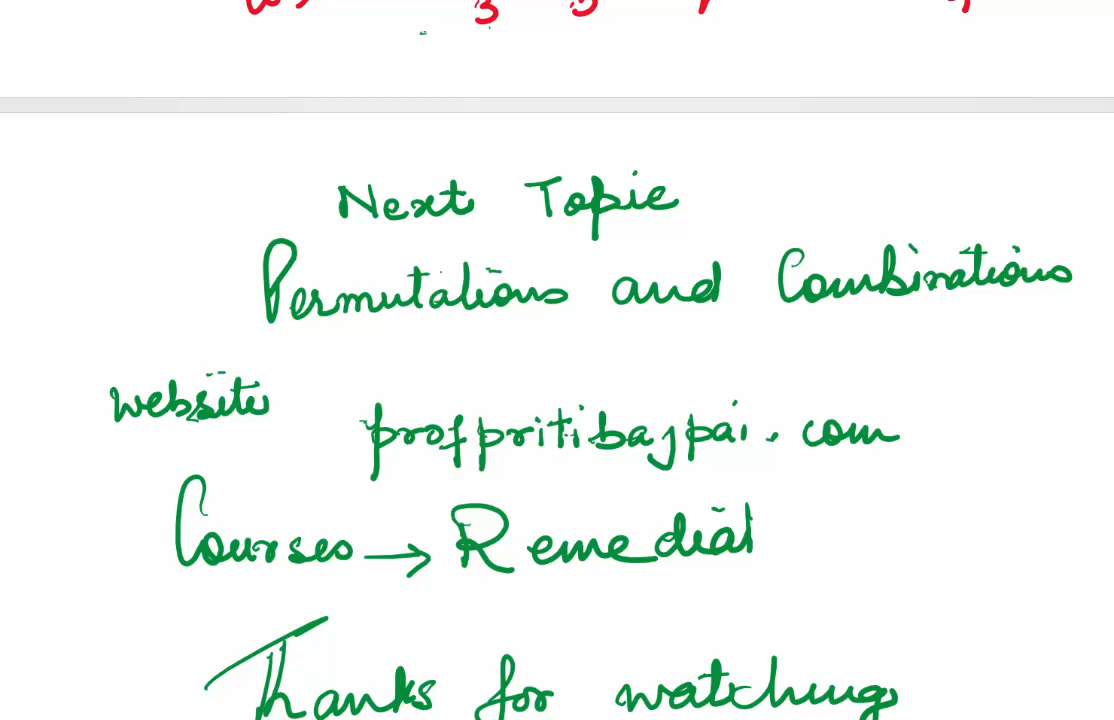 Next Topic
Permutations and Combinations
website profpritibajpai.com
Courses → Remedial
Thanks for watching